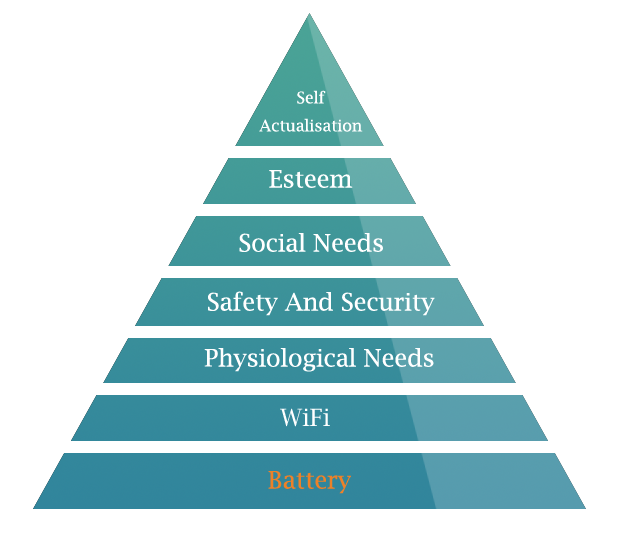 Self
Actualisation
Esteem
Social Needs
Safety And Security
Physiological Needs
WiFi
Battery